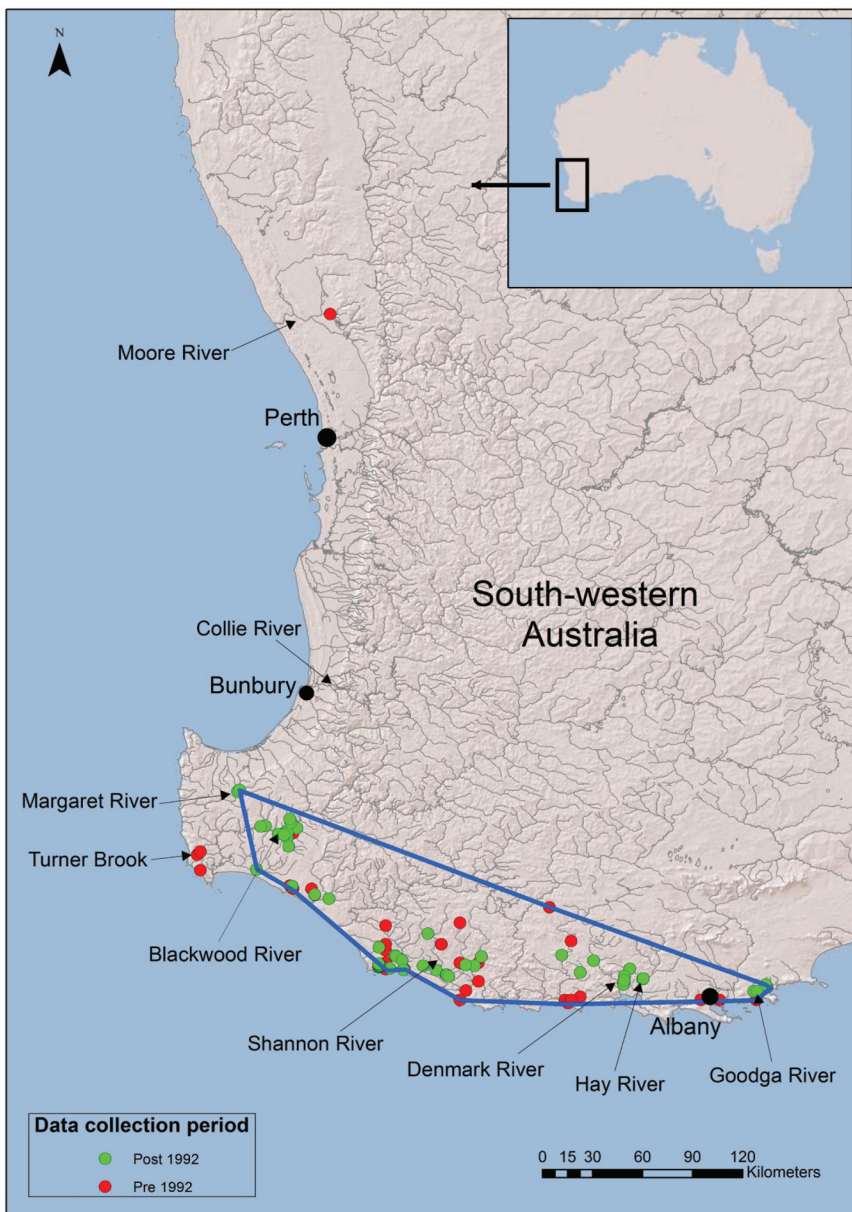 N
Moore River
Perth
South-western
Australia
Collie River
Bunbury
Margaret River
Turner Brook
Blackwood River
Shannon River
Denmark River
Albany
Hay River
Goodga River
Data collection period
Post 1992
Pre 1992
0 15 30 60 90 120
Kilometers